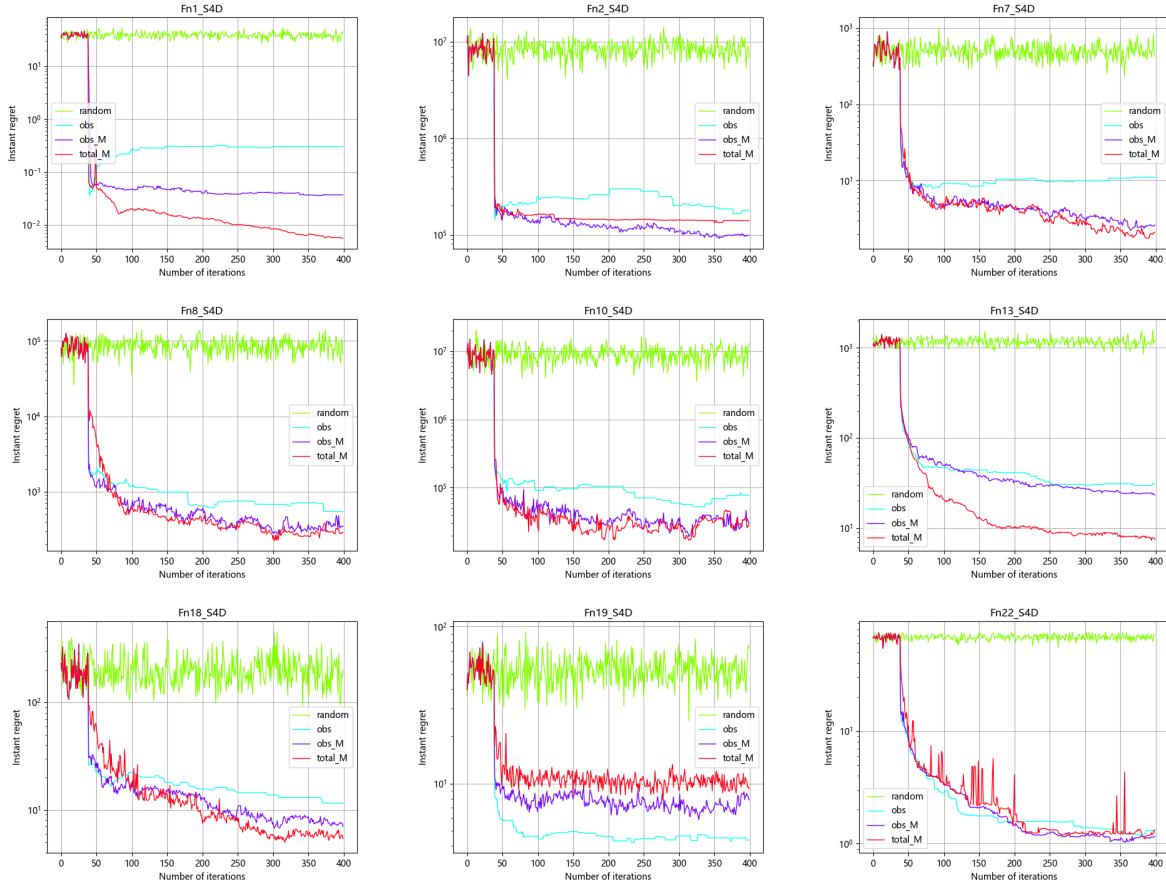 Fn1_S4D
Instant regret
10^1
10^0
10^-1
10^-2
random
obs
obs_M
total_M
0 50 100 150 200 250 300 350 400
Number of iterations
Fn2_S4D
Instant regret
10^7
10^6
10^5
random
obs
obs_M
total_M
0 50 100 150 200 250 300 350 400
Number of iterations
Fn7_S4D
Instant regret
10^3
10^2
10^1
random
obs
obs_M
total_M
0 50 100 150 200 250 300 350 400
Number of iterations
Fn8_S4D
Instant regret
10^5
10^4
10^3
random
obs
obs_M
total_M
0 50 100 150 200 250 300 350 400
Number of iterations
Fn10_S4D
Instant regret
10^7
10^6
10^5
random
obs
obs_M
total_M
0 50 100 150 200 250 300 350 400
Number of iterations
Fn13_S4D
Instant regret
10^3
10^2
10^1
random
obs
obs_M
total_M
0 50 100 150 200 250 300 350 400
Number of iterations
Fn18_S4D
Instant regret
10^2
10^1
random
obs
obs_M
total_M
0 50 100 150 200 250 300 350 400
Number of iterations
Fn19_S4D
Instant regret
10^2
10^1
random
obs
obs_M
total_M
0 50 100 150 200 250 300 350 400
Number of iterations
Fn22_S4D
Instant regret
10^1
10^0
random
obs
obs_M
total_M
0 50 100 150 200 250 300 350 400
Number of iterations